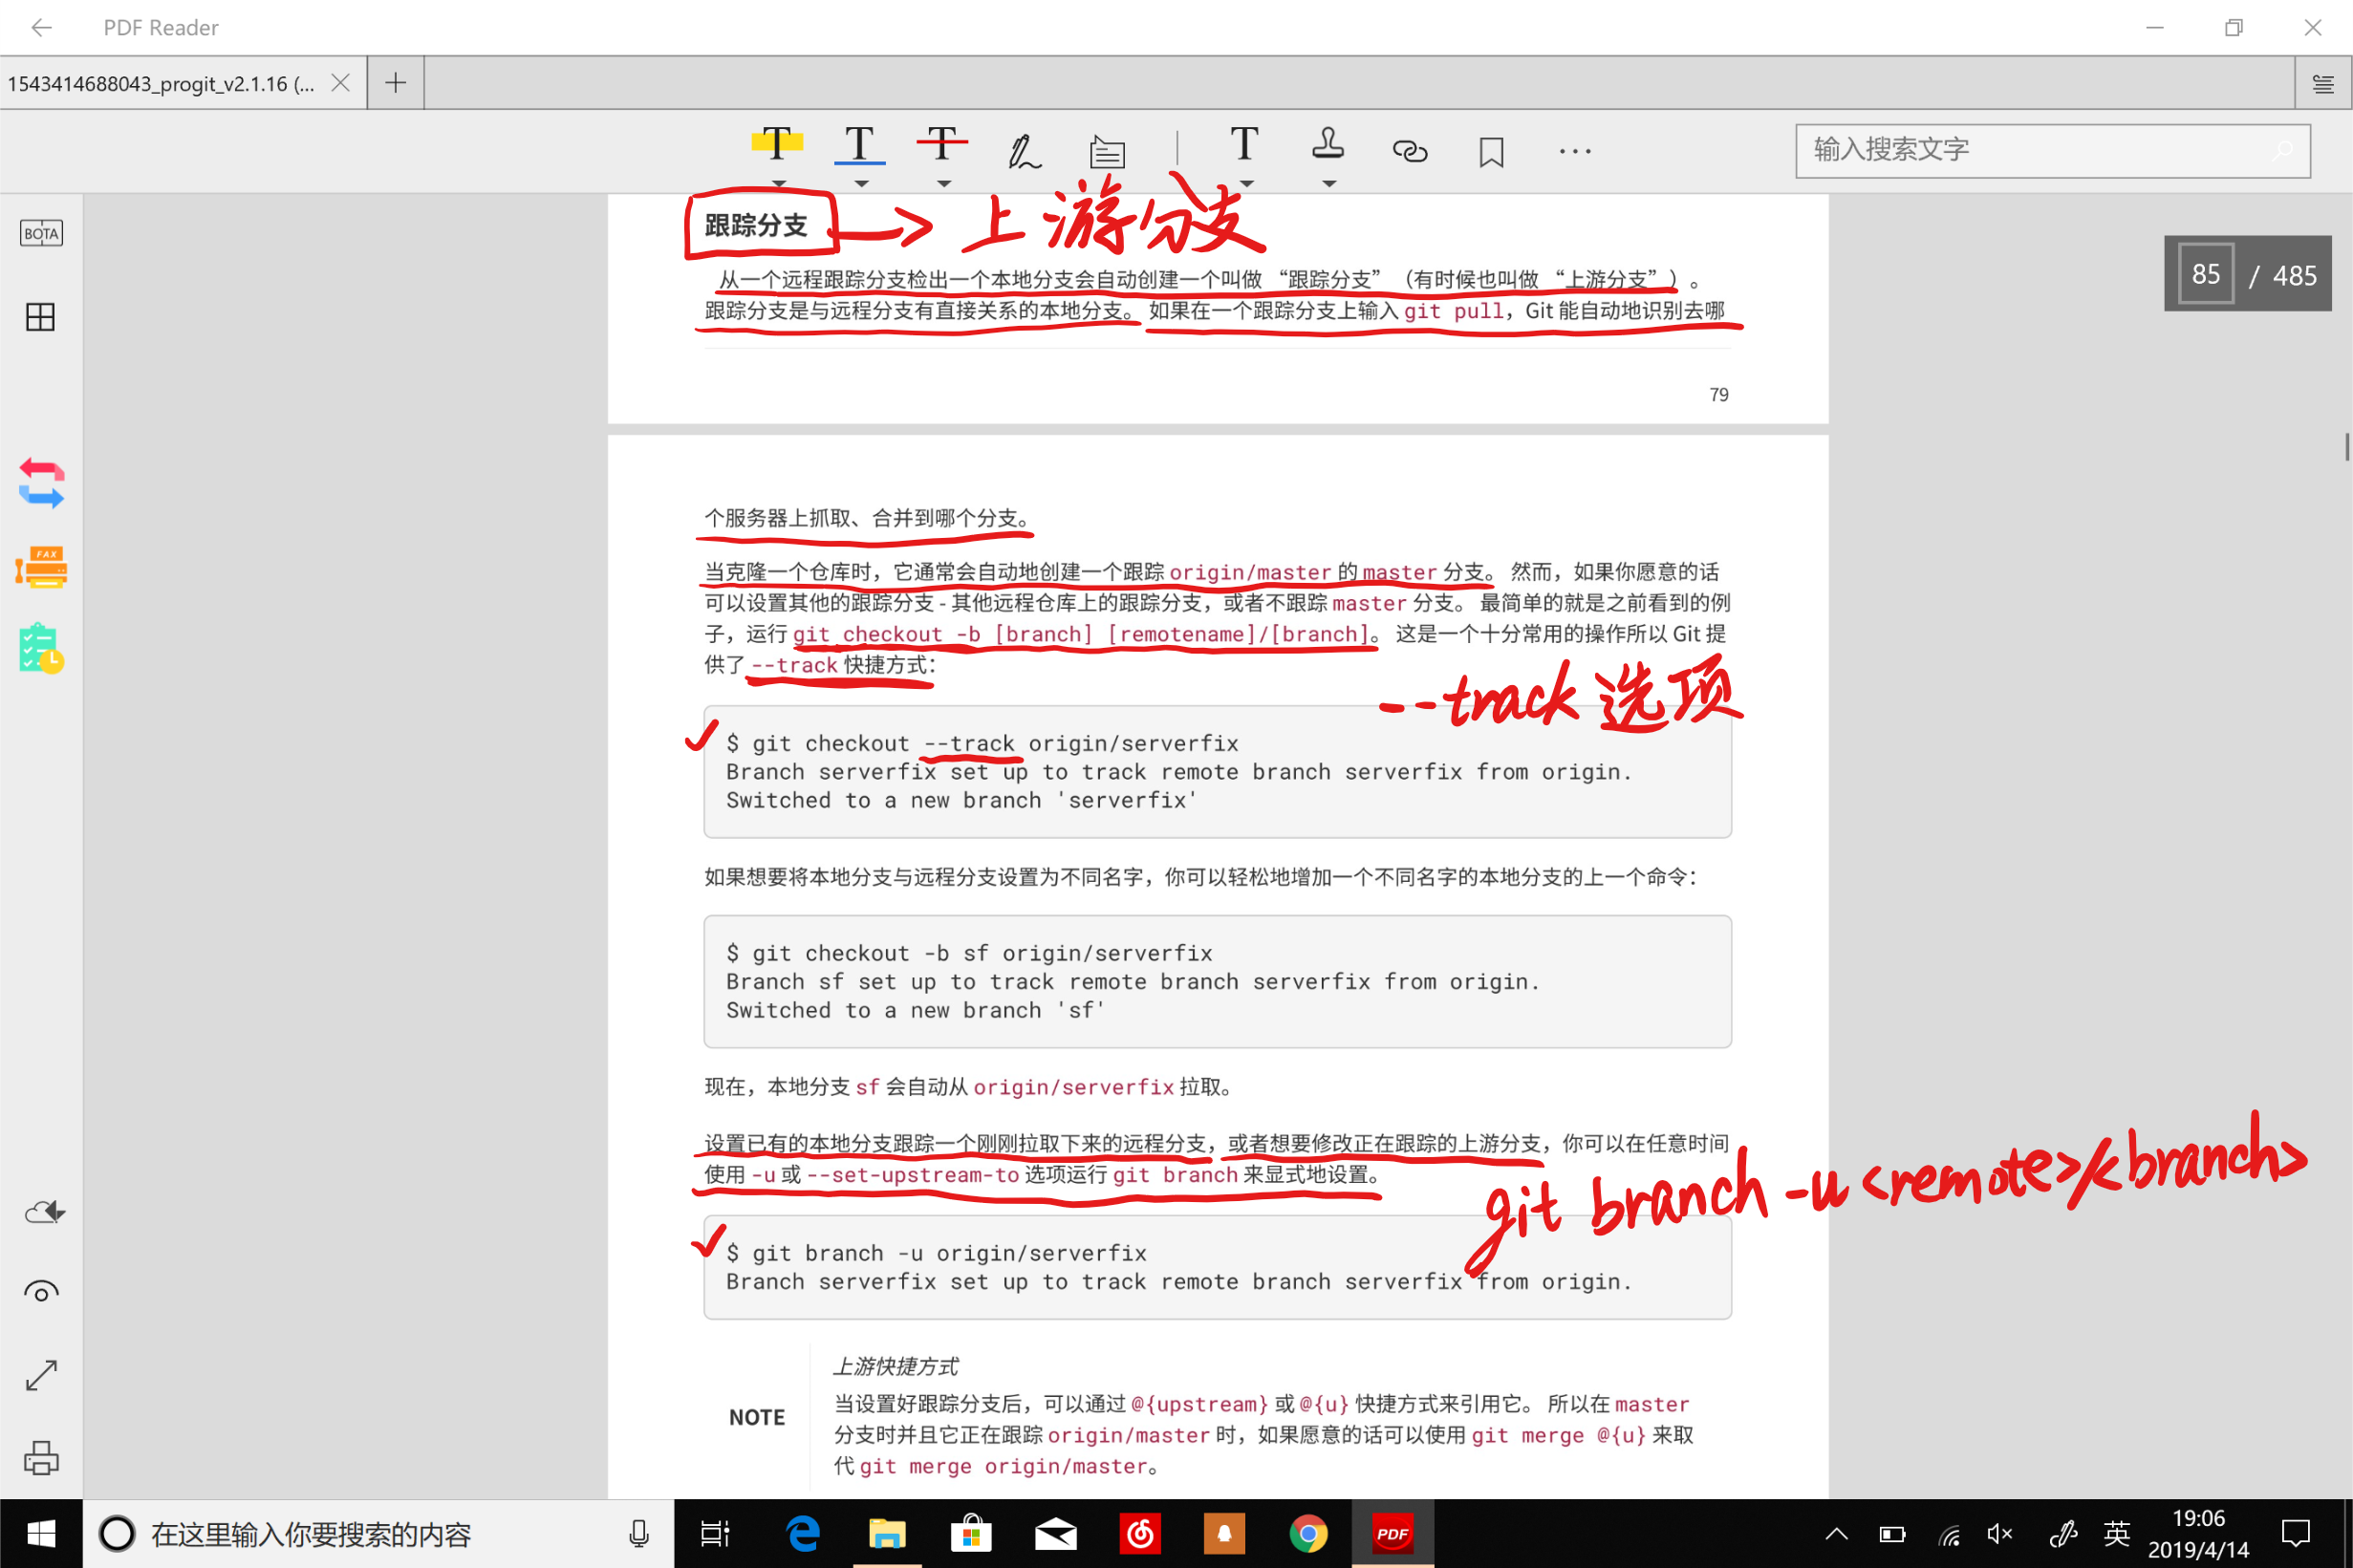 PDF Reader
1543414688043_progit_v2.1.16 (...
输入搜索文字
BOTA
85 / 485
跟踪分支 上游分支
从一个远程跟踪分支检出一个本地分支会自动创建一个叫做 “跟踪分支” （有时候也叫做 “上游分支”）。
跟踪分支是与远程分支有直接关系的本地分支。 如果在一个跟踪分支上输入 git pull，Git 能自动地识别去哪
79
个服务器上抓取、合并到哪个分支。
当克隆一个仓库时，它通常会自动地创建一个跟踪 origin/master 的 master 分支。 然而，如果你愿意的话
可以设置其他的跟踪分支 - 其他远程仓库上的跟踪分支，或者不跟踪 master 分支。 最简单的就是之前看到的例
子，运行 git checkout -b [branch] [remotename]/[branch]。 这是一个十分常用的操作所以 Git 提
供了 --track 快捷方式：
--track 选项
$ git checkout --track origin/serverfix
Branch serverfix set up to track remote branch serverfix from origin.
Switched to a new branch 'serverfix'
如果想要将本地分支与远程分支设置为不同名字，你可以轻松地增加一个不同名字的本地分支的上一个命令：
$ git checkout -b sf origin/serverfix
Branch sf set up to track remote branch serverfix from origin.
Switched to a new branch 'sf'
现在，本地分支 sf 会自动从 origin/serverfix 拉取。
设置已有的本地分支跟踪一个刚刚拉取下来的远程分支，或者想要修改正在跟踪的上游分支，你可以在任意时间
使用 -u 或 --set-upstream-to 选项运行 git branch 来显式地设置。
git branch -u <remote>/<branch>
$ git branch -u origin/serverfix
Branch serverfix set up to track remote branch serverfix from origin.
上游快捷方式
NOTE
当设置好跟踪分支后，可以通过 @{upstream} 或 @{u} 快捷方式来引用它。 所以在 master
分支时并且它正在跟踪 origin/master 时，如果愿意的话可以使用 git merge @{u} 来取
代 git merge origin/master。
FAX
在这里输入你要搜索的内容
PDF
英
19:06
2019/4/14